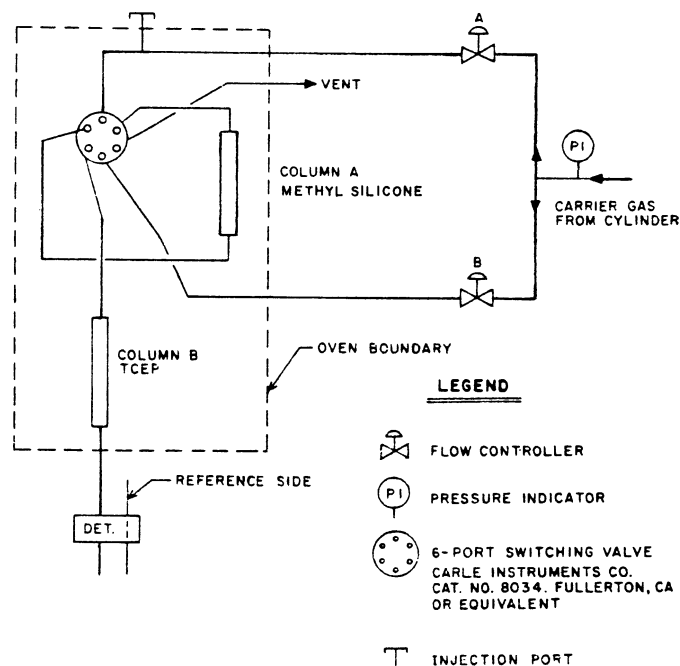 A
VENT
PI
COLUMN A
METHYL SILICONE
CARRIER GAS
FROM CYLINDER
B
COLUMN B
TCEP
OVEN BOUNDARY
LEGEND
FLOW CONTROLLER
REFERENCE SIDE
PI
PRESSURE INDICATOR
DET.
6-PORT SWITCHING VALVE
CARLE INSTRUMENTS CO.
CAT. NO. 8034. FULLERTON, CA
OR EQUIVALENT
INJECTION PORT